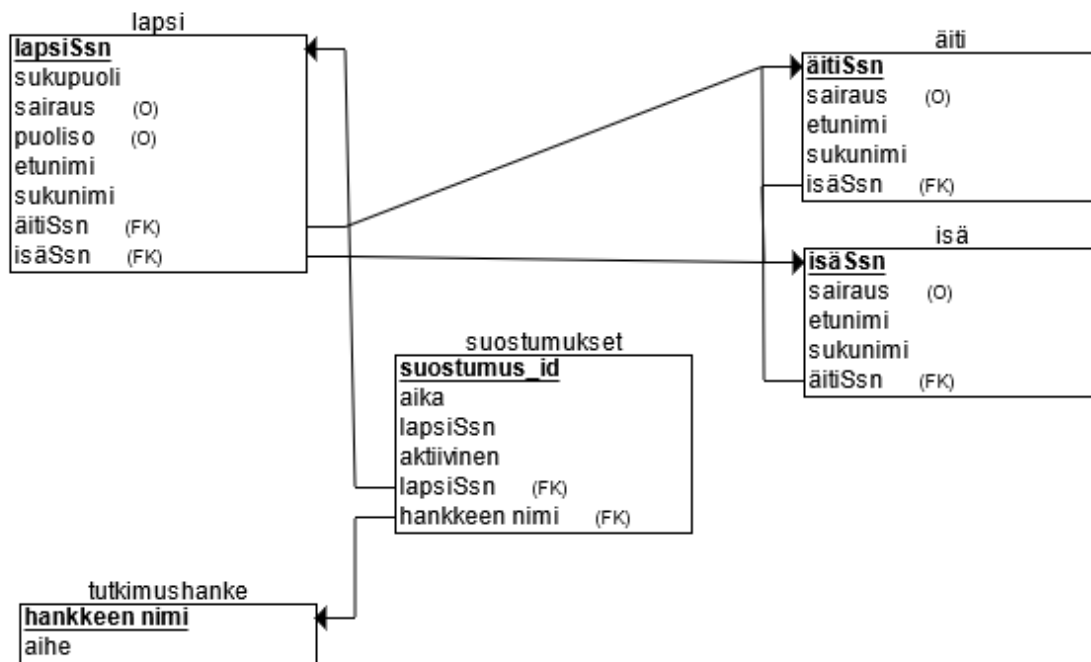 lapsi
lapsiSsn
sukupuoli
sairaus (O)
puoliso (O)
etunimi
sukunimi
äitiSsn (FK)
isäSsn (FK)
äiti
äitiSsn
sairaus (O)
etunimi
sukunimi
isäSsn (FK)
isä
isäSsn
sairaus (O)
etunimi
sukunimi
äitiSsn (FK)
suostumukset
suostumus_id
aika
lapsiSsn
aktiivinen
lapsiSsn (FK)
hankkeen nimi (FK)
tutkimushanke
hankkeen nimi
aihe